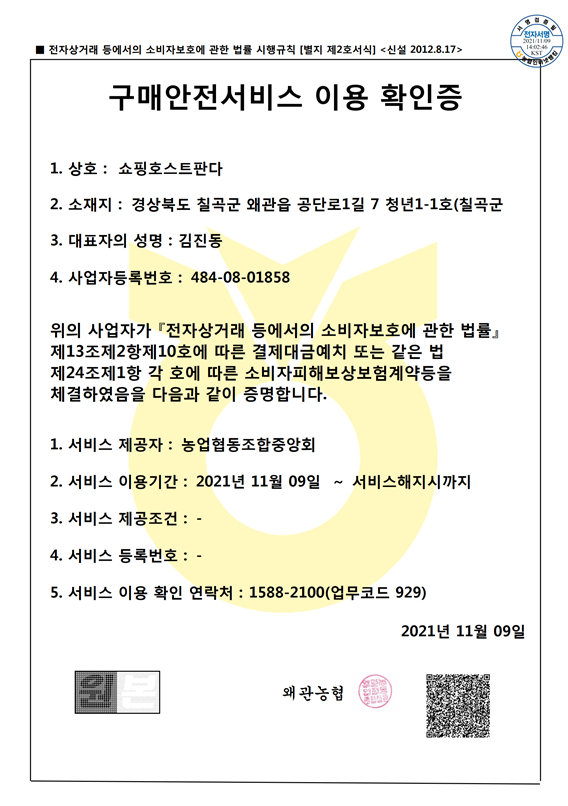 서명검증필
전자서명
2021/11/09
14:02:46
KST
■ 전자상거래 등에서의 소비자보호에 관한 법률 시행규칙 [별지 제2호서식] <신설 2012.8.17>
구매안전서비스 이용 확인증
1. 상호 : 쇼핑호스트판다
2. 소재지 : 경상북도 칠곡군 왜관읍 공단로1길 7 청년1-1호(칠곡군
3. 대표자의 성명 : 김진동
4. 사업자등록번호 : 484-08-01858
위의 사업자가 『전자상거래 등에서의 소비자보호에 관한 법률』
제13조제2항제10호에 따른 결제대금예치 또는 같은 법
제24조제1항 각 호에 따른 소비자피해보상보험계약등을
체결하였음을 다음과 같이 증명합니다.
1. 서비스 제공자 : 농업협동조합중앙회
2. 서비스 이용기간 : 2021년 11월 09일 ~ 서비스해지시까지
3. 서비스 제공조건 : -
4. 서비스 등록번호 : -
5. 서비스 이용 확인 연락처 : 1588-2100(업무코드 929)
2021년 11월 09일
원본
왜관농협